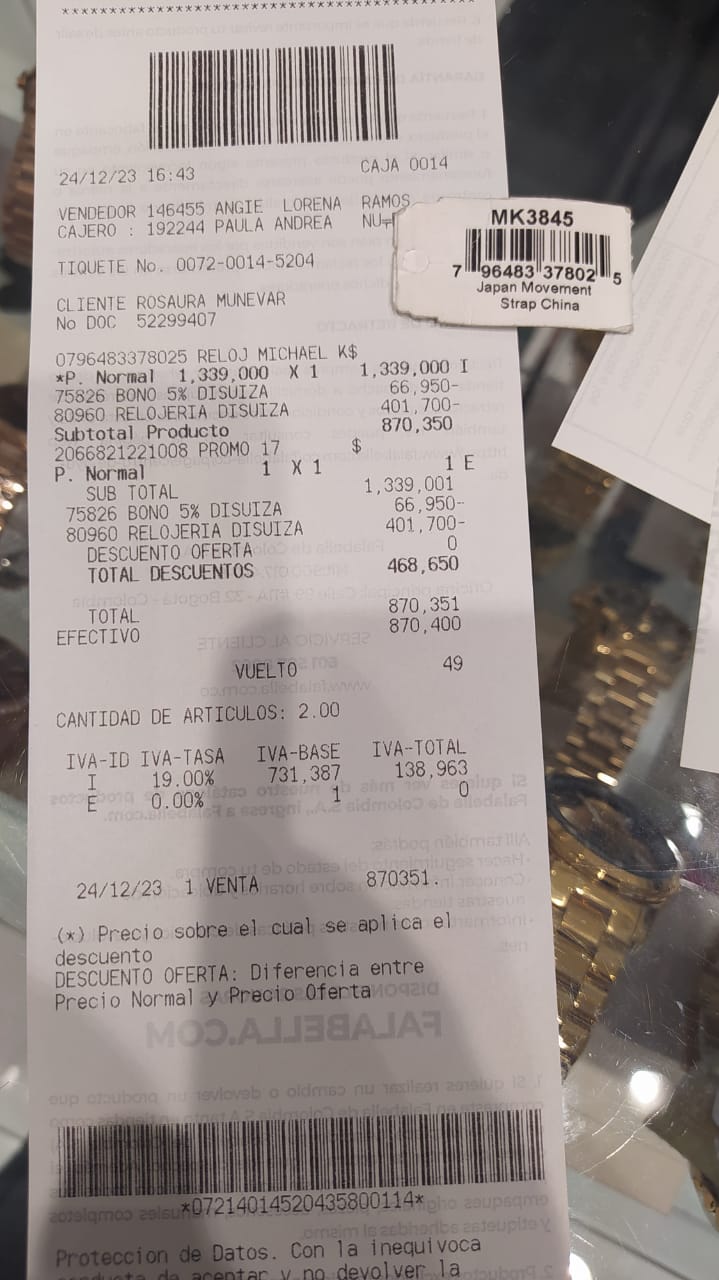 ****************************************
24/12/23 16:43 CAJA 0014
VENDEDOR 146455 ANGIE LORENA RAMOS
CAJERO : 192244 PAULA ANDREA
TIQUETE No. 0072-0014-5204
CLIENTE ROSAURA MUNEVAR
No DOC 52299407
MK3845
7 96483 37802 5
Japan Movement
Strap China
0796483378025 RELOJ MICHAEL K$
*P. Normal 1,339,000 X 1 1,339,000 I
75826 BONO 5% DISUIZA 66,950-
80960 RELOJERIA DISUIZA 401,700-
Subtotal Producto 870,350
2066821221008 PROMO 17 $
P. Normal 1 X 1 1 E
SUB TOTAL 1,339,001
75826 BONO 5% DISUIZA 66,950-
80960 RELOJERIA DISUIZA 401,700-
DESCUENTO OFERTA 0
TOTAL DESCUENTOS 468,650
TOTAL 870,351
EFECTIVO 870,400
VUELTO 49
CANTIDAD DE ARTICULOS: 2.00
IVA-ID IVA-TASA IVA-BASE IVA-TOTAL
I 19.00% 731,387 138,963
E 0.00% 1 0
24/12/23 1 VENTA 870351.
(*) Precio sobre el cual se aplica el
descuento
DESCUENTO OFERTA: Diferencia entre
Precio Normal y Precio Oferta
FALABELLA.COM
*07214014520435800114*
Proteccion de Datos. Con la inequivoca
conducta de aceptar y no devolver la